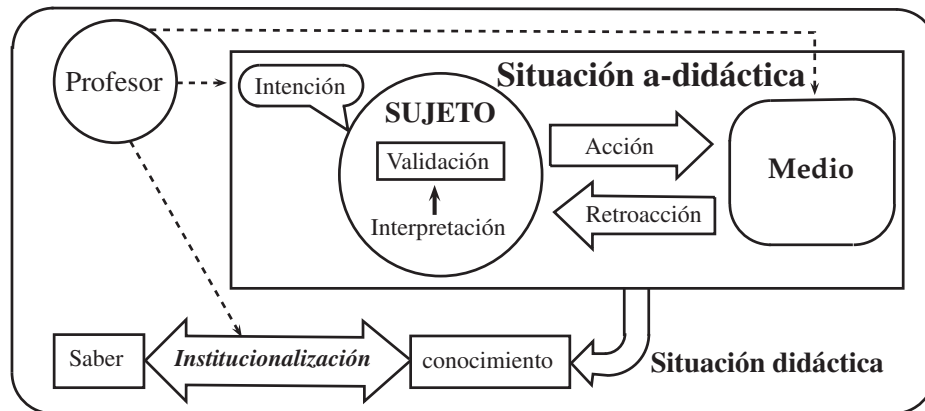 Profesor
Intención
Situación a-didáctica
SUJETO
Validación
Interpretación
Acción
Retroacción
Medio
Saber
Institucionalización
conocimiento
Situación didáctica